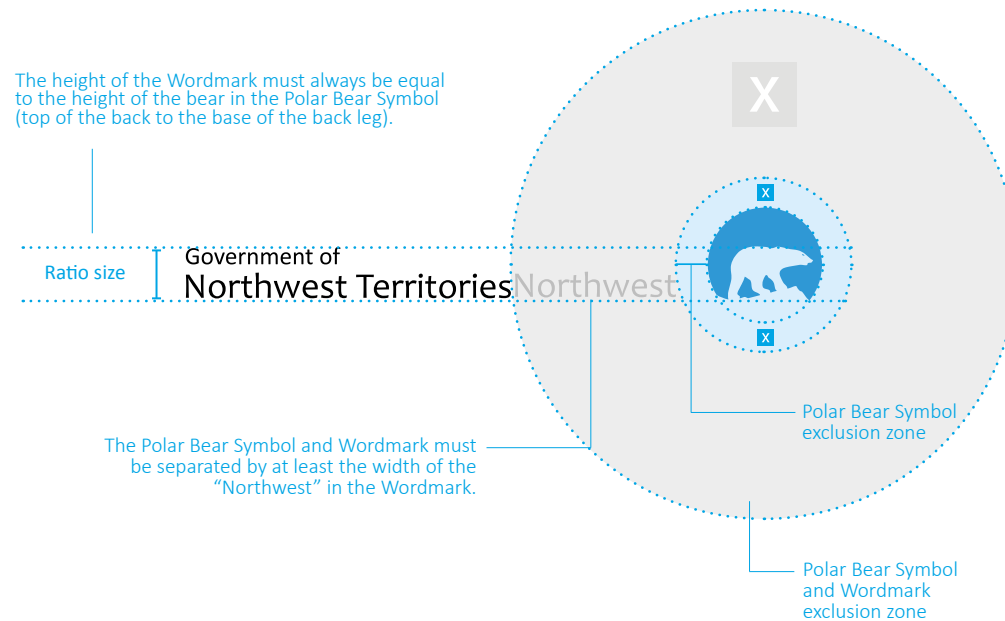 The height of the Wordmark must always be equal
to the height of the bear in the Polar Bear Symbol
(top of the back to the base of the back leg).
X
X
Ratio size
Government of
Northwest Territories
Northwest
X
Polar Bear Symbol
exclusion zone
The Polar Bear Symbol and Wordmark must
be separated by at least the width of the
“Northwest” in the Wordmark.
Polar Bear Symbol
and Wordmark
exclusion zone